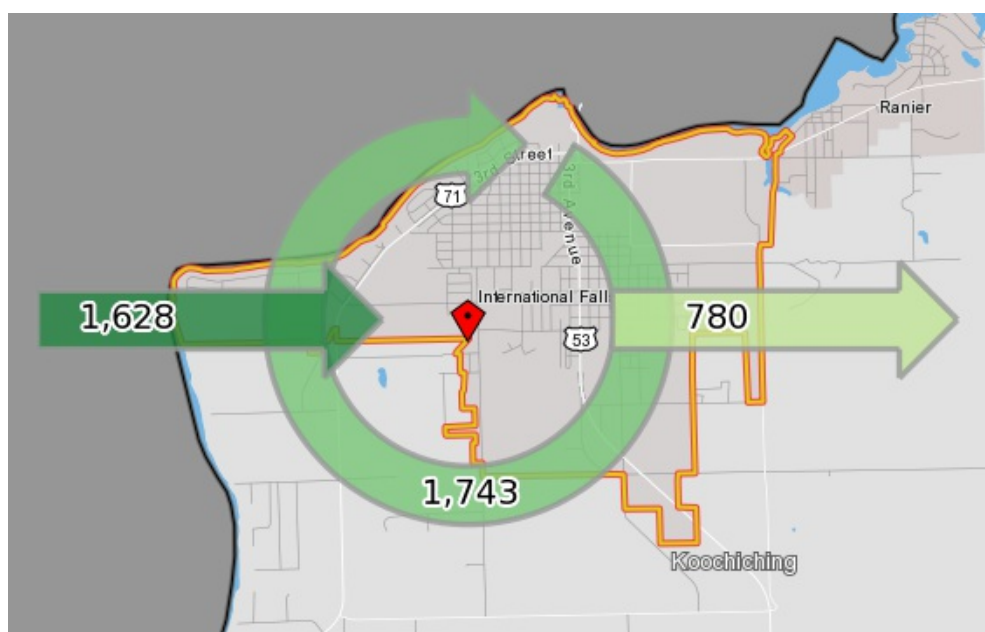 Ranier
3rd Street
71
3rd Avenue
International Fall
1,628
780
53
1,743
Koochiching